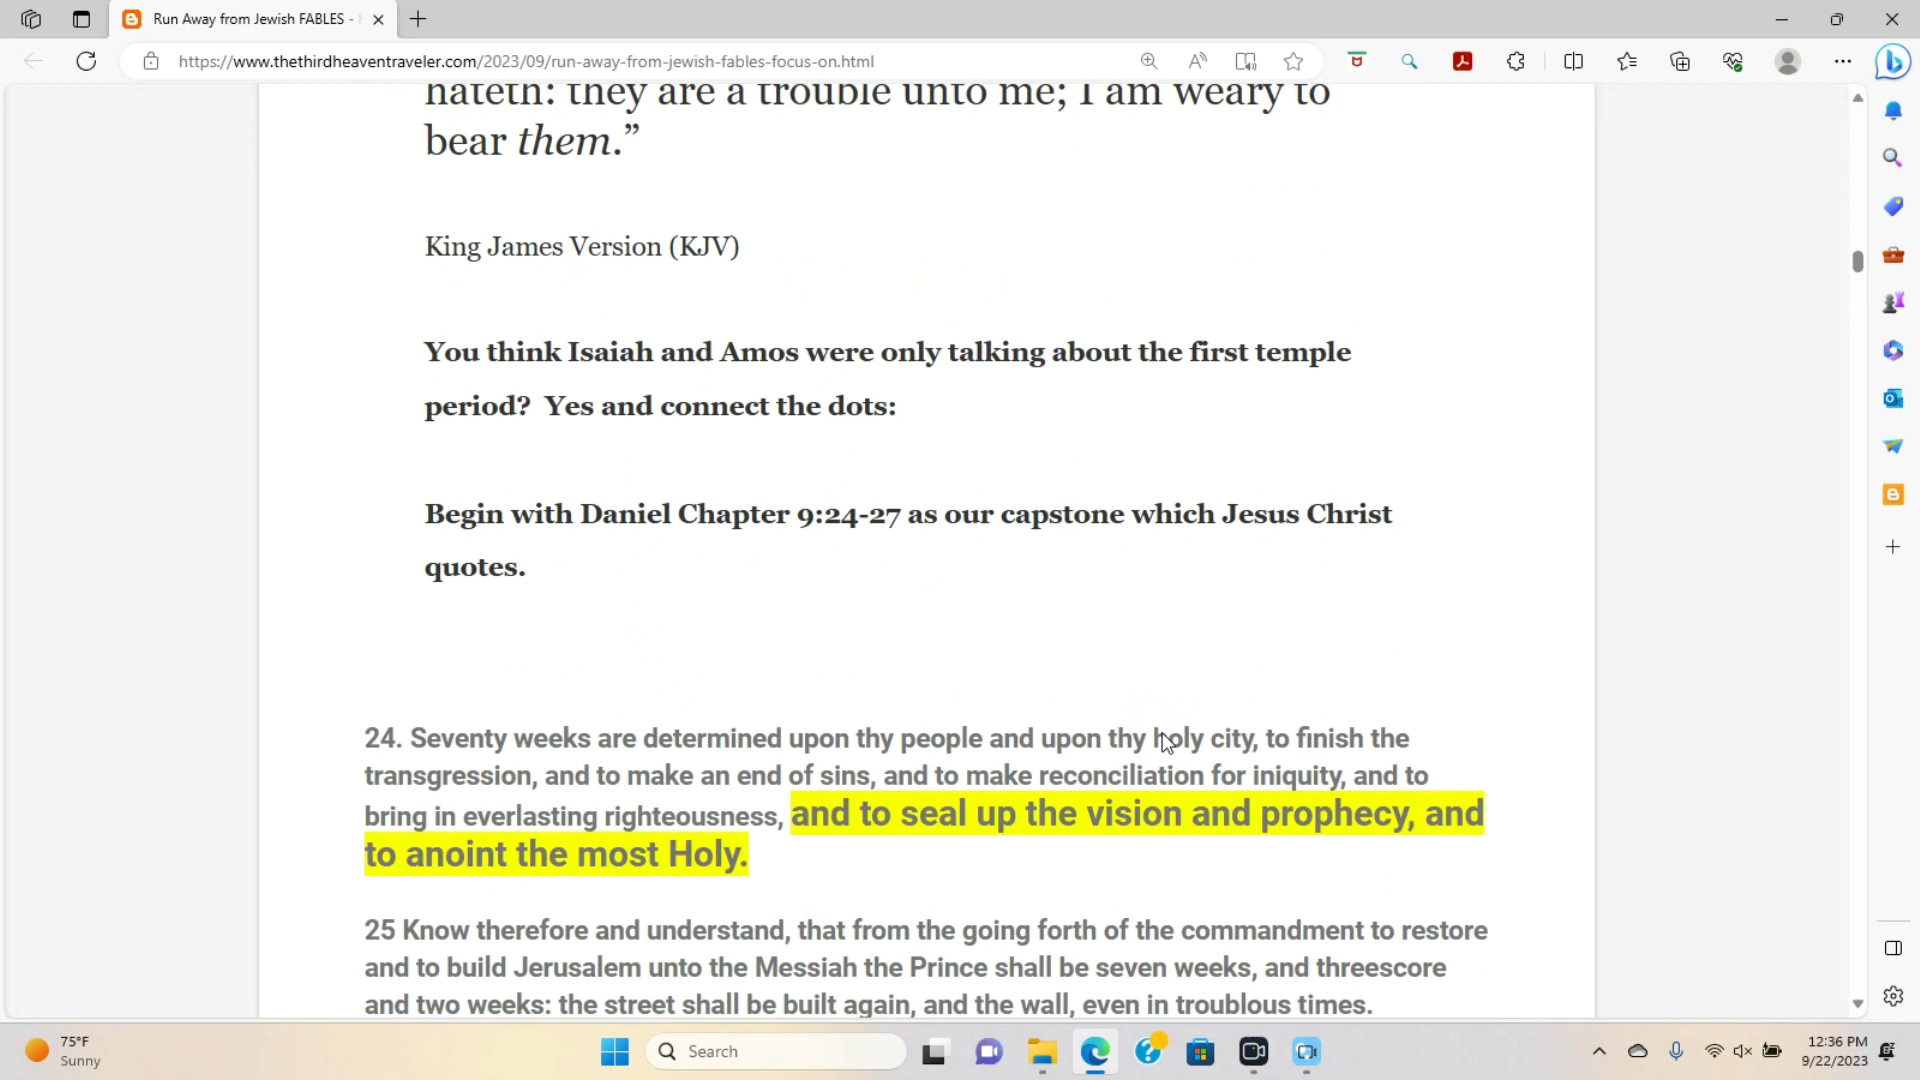 Run Away from Jewish FABLES -
https://www.thethirdheaventraveler.com/2023/09/run-away-from-jewish-fables-focus-on.html
hateth: they are a trouble unto me; I am weary to
bear them.”
King James Version (KJV)
You think Isaiah and Amos were only talking about the first temple
period?  Yes and connect the dots:
Begin with Daniel Chapter 9:24-27 as our capstone which Jesus Christ
quotes.
24. Seventy weeks are determined upon thy people and upon thy holy city, to finish the
transgression, and to make an end of sins, and to make reconciliation for iniquity, and to
bring in everlasting righteousness, and to seal up the vision and prophecy, and
to anoint the most Holy.
25 Know therefore and understand, that from the going forth of the commandment to restore
and to build Jerusalem unto the Messiah the Prince shall be seven weeks, and threescore
and two weeks: the street shall be built again, and the wall, even in troublous times.
75°F
Sunny
Search
12:36 PM
9/22/2023